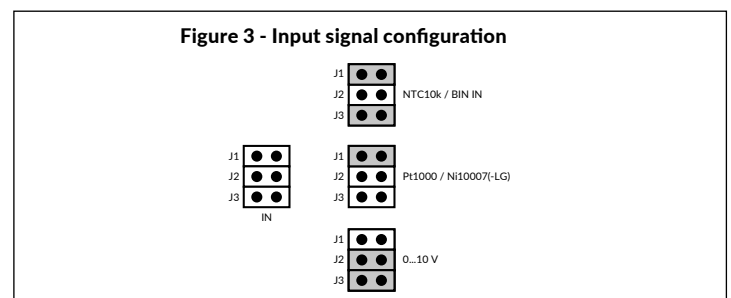 Figure 3 - Input signal configuration
J1
J2 NTC10k / BIN IN
J3
J1
J2
J3
IN
J1
J2 Pt1000 / Ni10007(-LG)
J3
J1
J2 0...10 V
J3